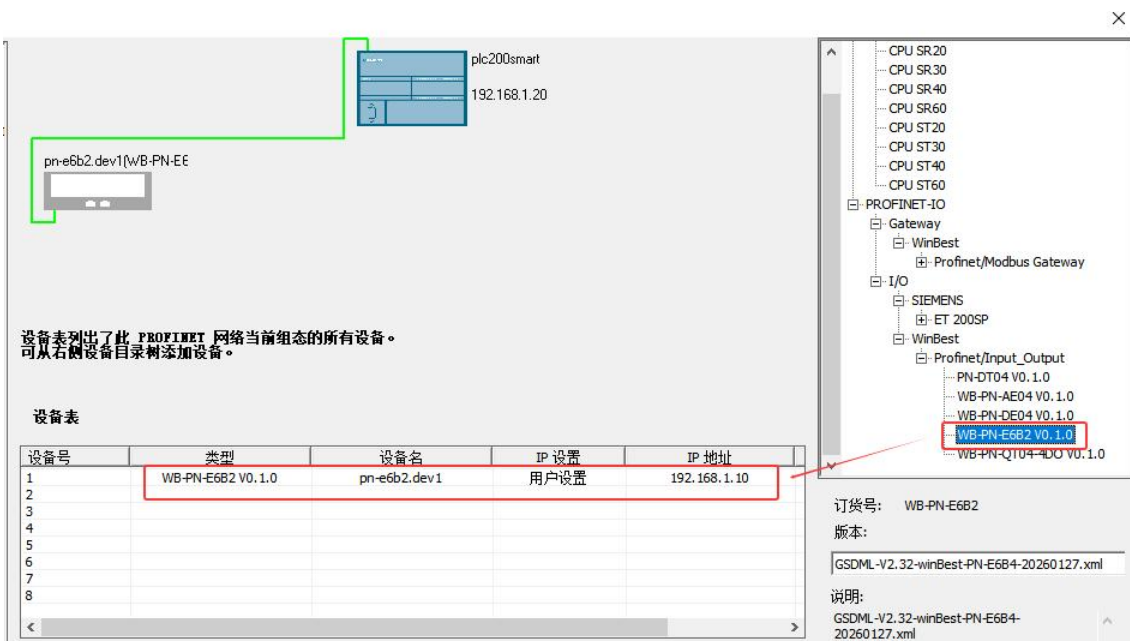 plc200smart
192.168.1.20
pn-e6b2.dev1(WB-PN-E6
设备表列出了此 PROFINET 网络当前组态的所有设备。
可从右侧设备目录树添加设备。
设备表
设备号 类型 设备名 IP 设置 IP 地址
1 WB-PN-E6B2 V0.1.0 pn-e6b2.dev1 用户设置 192.168.1.10
2
3
4
5
6
7
8
CPU SR20
CPU SR30
CPU SR40
CPU SR60
CPU ST20
CPU ST30
CPU ST40
CPU ST60
PROFINET-IO
Gateway
WinBest
Profinet/Modbus Gateway
I/O
SIEMENS
ET 200SP
WinBest
Profinet/Input_Output
PN-DT04 V0.1.0
WB-PN-AE04 V0.1.0
WB-PN-DE04 V0.1.0
WB-PN-E6B2 V0.1.0
WB-PN-QT04-4DO V0.1.0
订货号: WB-PN-E6B2
版本:
GSDML-V2.32-winBest-PN-E6B4-20260127.xml
说明:
GSDML-V2.32-winBest-PN-E6B4-
20260127.xml